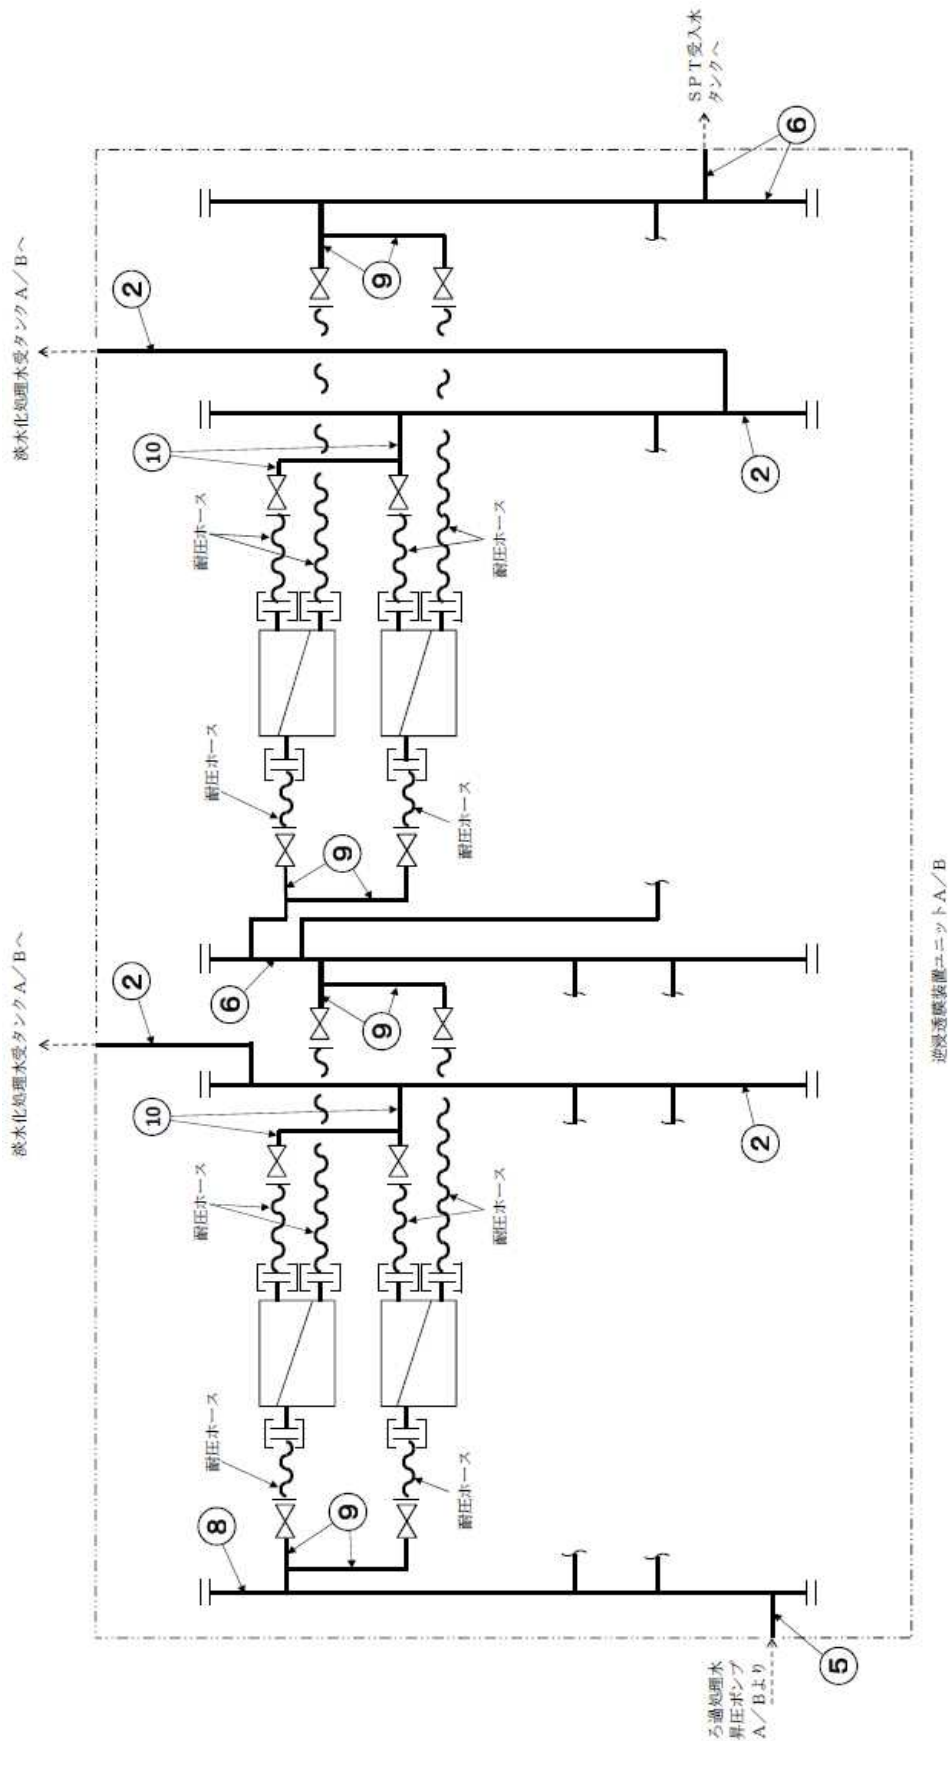 淡水化処理水受タンクA/Bへ
淡水化処理水受タンクA/Bへ
②
②
⑩
⑩
耐圧ホース
耐圧ホース
耐圧ホース
耐圧ホース
⑧
⑥
⑨
⑨
⑨
⑨
耐圧ホース
耐圧ホース
耐圧ホース
耐圧ホース
②
②
SPT受入水
タンクへ
⑥
ろ過処理水
昇圧ポンプ
A/Bより
⑤
逆浸透膜装置ユニットA/B